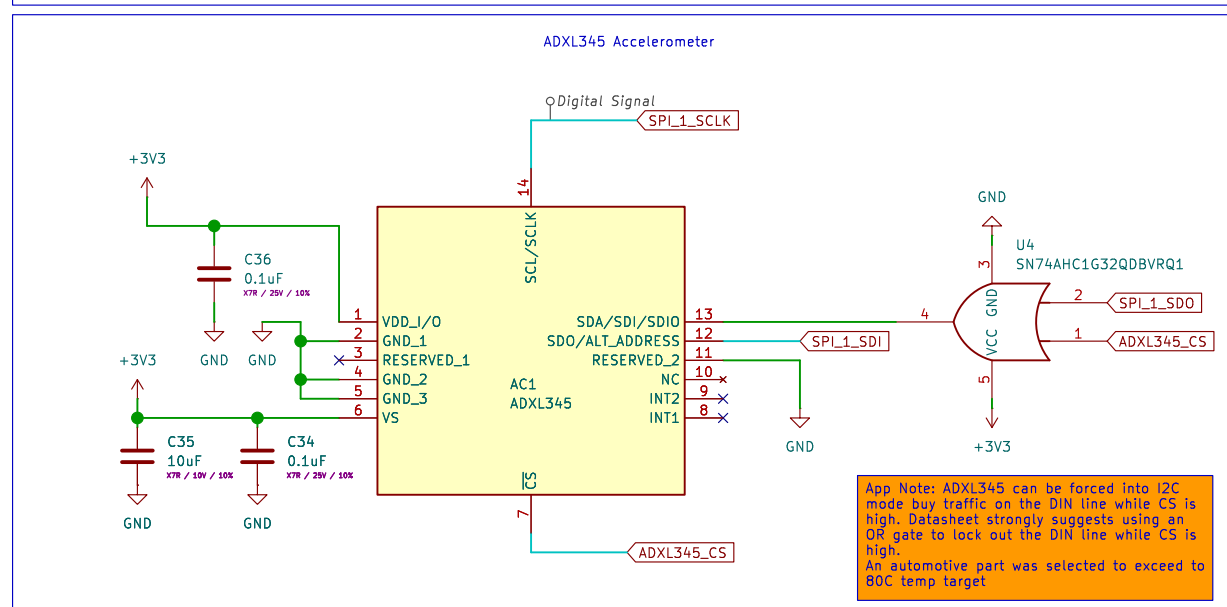 ADXL345 Accelerometer
Digital Signal
SPI_1_SCLK
+3V3
14
SCL/SCLK
C36
0.1uF
X7R / 25V / 10%
GND
GND
+3V3
C35
10uF
X7R / 10V / 10%
GND
C34
0.1uF
X7R / 25V / 10%
GND
1 VDD_I/O
2 GND_1
3 RESERVED_1
4 GND_2
5 GND_3
6 VS
AC1
ADXL345
SDA/SDI/SDIO 13
SDO/ALT_ADDRESS 12
RESERVED_2 11
NC 10
INT2 9
INT1 8
CS
7
ADXL345_CS
SPI_1_SDI
GND
GND
3
U4
SN74AHC1G32QDBVRQ1
GND
VCC
4
2
SPI_1_SDO
1
ADXL345_CS
5
+3V3
App Note: ADXL345 can be forced into I2C
mode buy traffic on the DIN line while CS is
high. Datasheet strongly suggests using an
OR gate to lock out the DIN line while CS is
high.
An automotive part was selected to exceed to
80C temp target